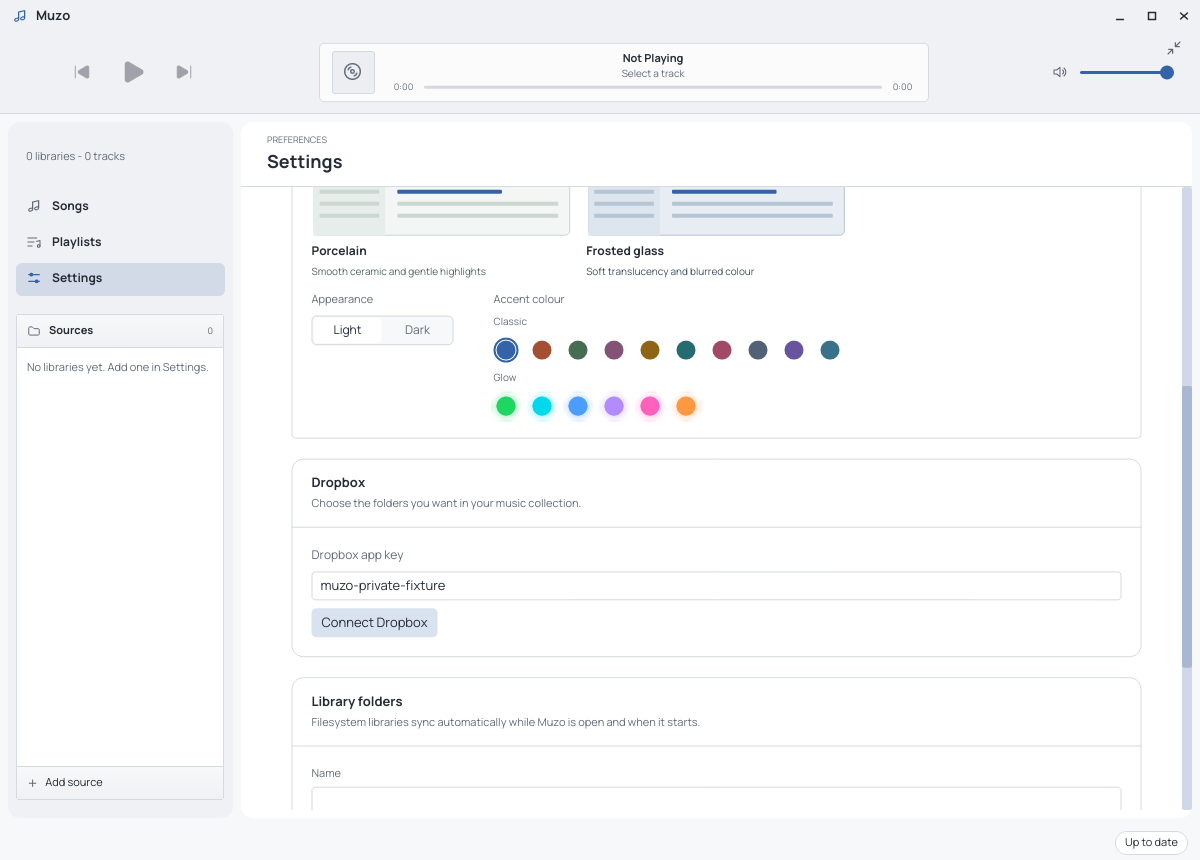 Muzo
Not Playing
Select a track
0:00
0:00
0 libraries - 0 tracks
Songs
Playlists
Settings
Sources
0
No libraries yet. Add one in Settings.
Add source
PREFERENCES
Settings
Porcelain
Smooth ceramic and gentle highlights
Frosted glass
Soft translucency and blurred colour
Appearance
Light
Dark
Accent colour
Classic
Glow
Dropbox
Choose the folders you want in your music collection.
Dropbox app key
muzo-private-fixture
Connect Dropbox
Library folders
Filesystem libraries sync automatically while Muzo is open and when it starts.
Name
Up to date